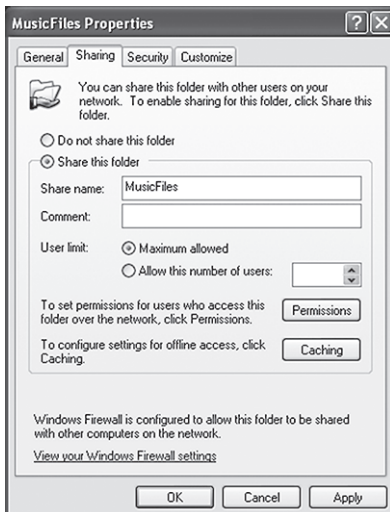 MusicFiles Properties
General Sharing Security Customize
You can share this folder with other users on your
network. To enable sharing for this folder, click Share this
folder.
Do not share this folder
Share this folder
Share name: MusicFiles
Comment:
User limit: Maximum allowed
Allow this number of users:
To set permissions for users who access this
folder over the network, click Permissions.
Permissions
To configure settings for offline access, click
Caching.
Caching
Windows Firewall is configured to allow this folder to be shared
with other computers on the network.
View your Windows Firewall settings
OK Cancel Apply